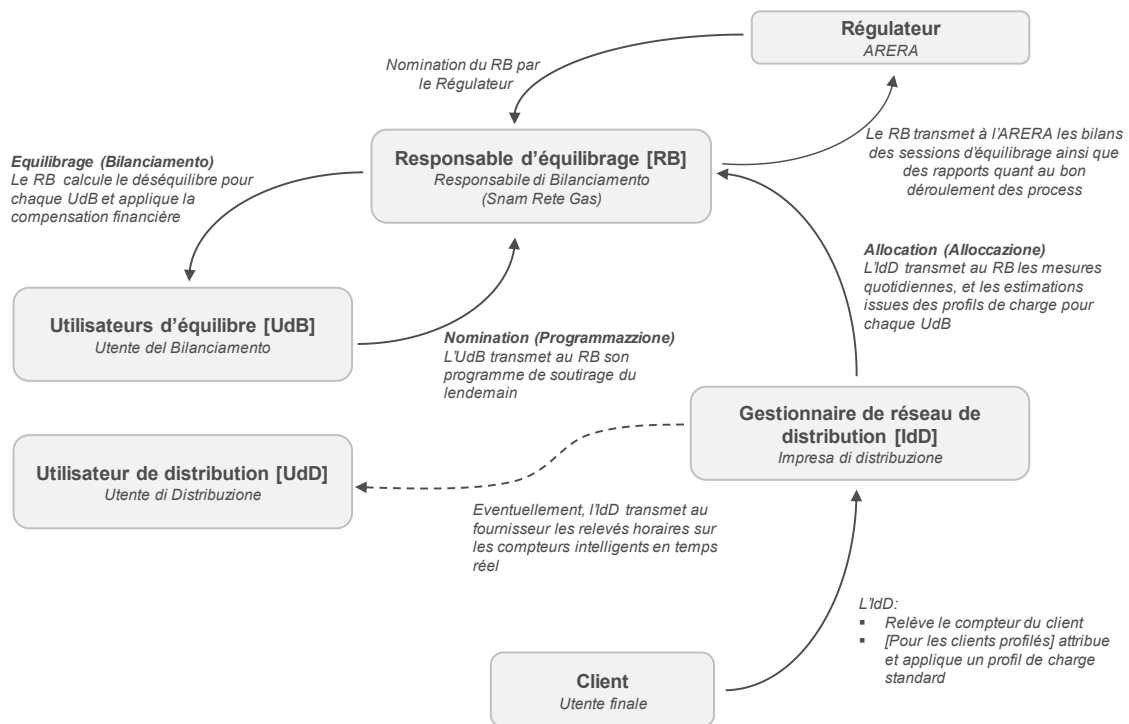 Régulateur
ARERA
Nomination du RB par
le Régulateur
Le RB transmet à l'ARERA les bilans
des sessions d'équilibrage ainsi que
des rapports quant au bon
déroulement des process
Responsable d'équilibrage [RB]
Responsabile di Bilanciamento
(Snam Rete Gas)
Equilibrage (Bilanciamento)
Le RB calcule le déséquilibre pour
chaque UdB et applique la
compensation financière
Allocation (Alloccazione)
L'IdD transmet au RB les mesures
quotidiennes, et les estimations
issues des profils de charge pour
chaque UdB
Utilisateurs d'équilibre [UdB]
Utente del Bilanciamento
Nomination (Programmazzione)
L'UdB transmet au RB son
programme de soutirage du
lendemain
Gestionnaire de réseau de
distribution [IdD]
Impresa di distribuzione
Utilisateur de distribution [UdD]
Utente di Distribuzione
Eventuellement, l'IdD transmet au
fournisseur les relevés horaires sur
les compteurs intelligents en temps
réel
L'IdD:
▪ Relève le compteur du client
▪ [Pour les clients profilés] attribue
et applique un profil de charge
standard
Client
Utente finale